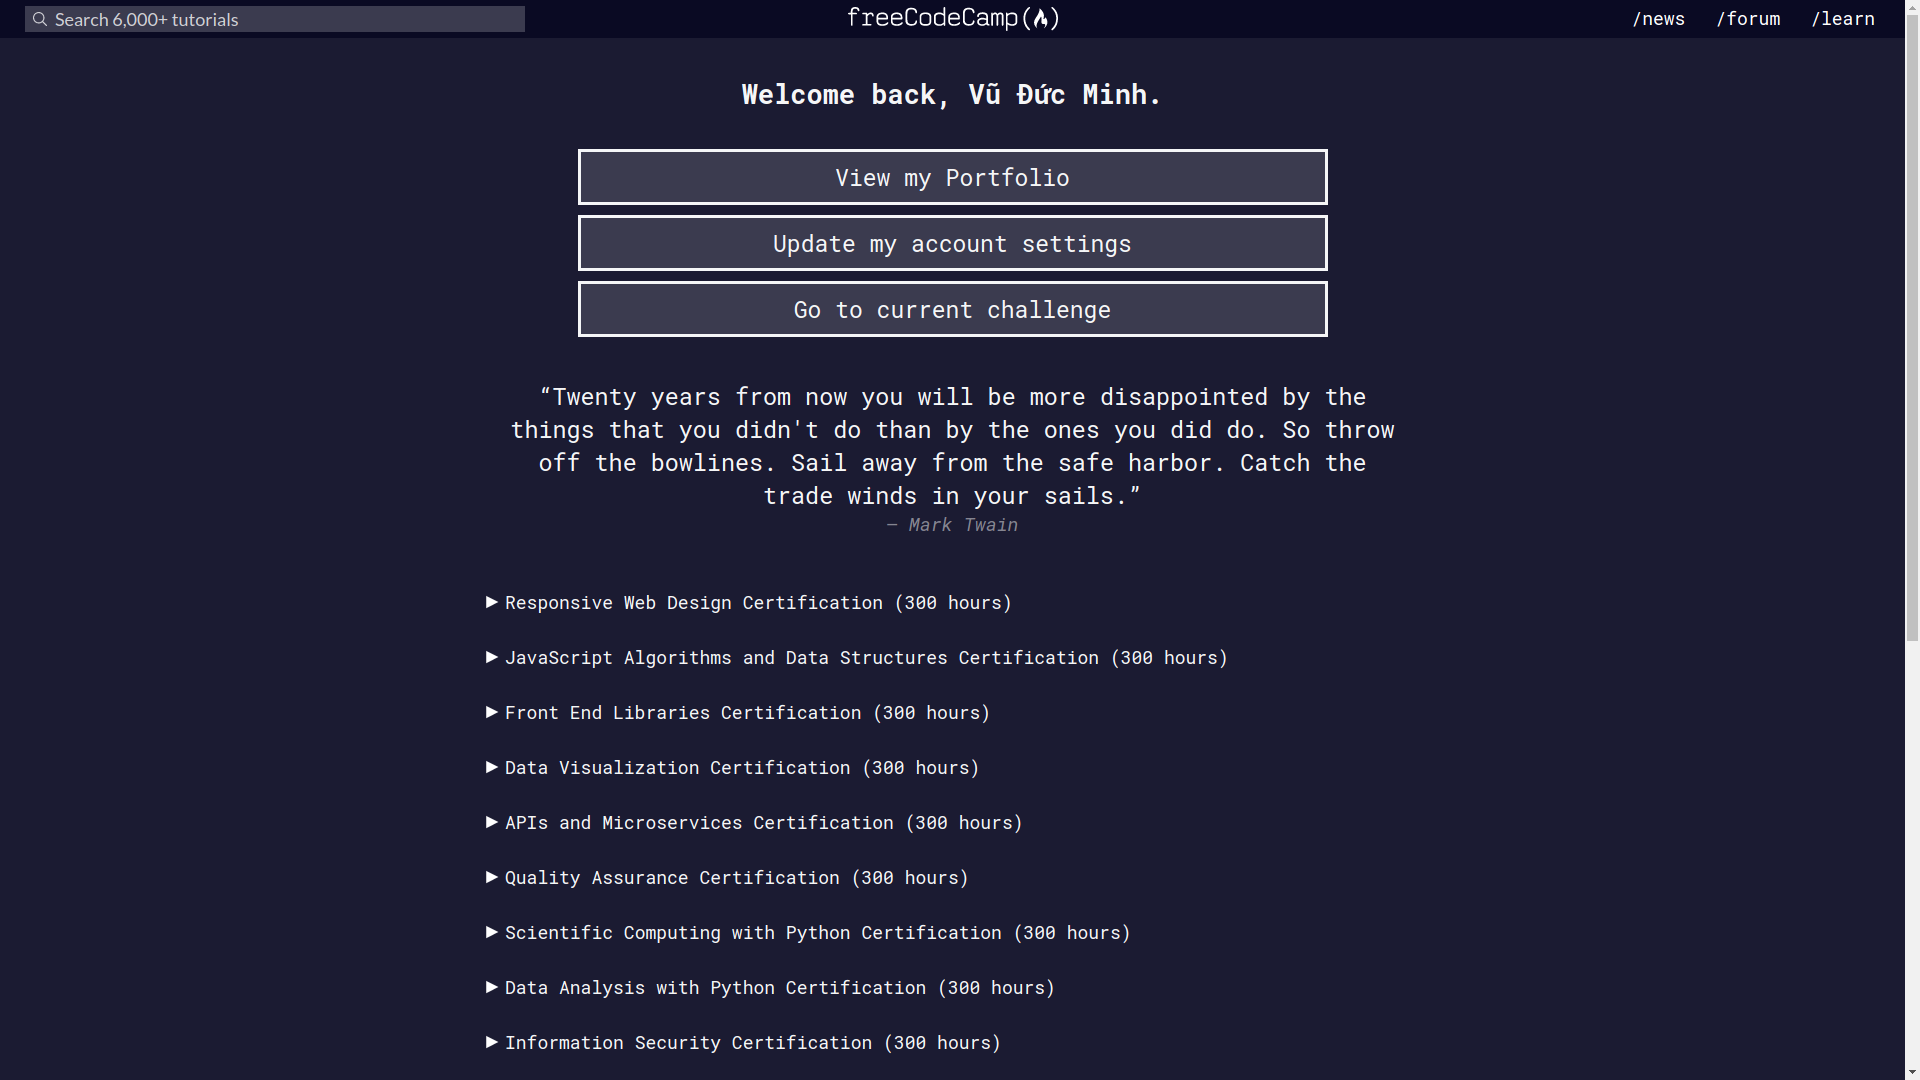 Search 6,000+ tutorials
freeCodeCamp(🔥)
/news /forum /learn
Welcome back, Vũ Đức Minh.
View my Portfolio
Update my account settings
Go to current challenge
“Twenty years from now you will be more disappointed by the
things that you didn't do than by the ones you did do. So throw
off the bowlines. Sail away from the safe harbor. Catch the
trade winds in your sails.”
— Mark Twain
▶ Responsive Web Design Certification (300 hours)
▶ JavaScript Algorithms and Data Structures Certification (300 hours)
▶ Front End Libraries Certification (300 hours)
▶ Data Visualization Certification (300 hours)
▶ APIs and Microservices Certification (300 hours)
▶ Quality Assurance Certification (300 hours)
▶ Scientific Computing with Python Certification (300 hours)
▶ Data Analysis with Python Certification (300 hours)
▶ Information Security Certification (300 hours)